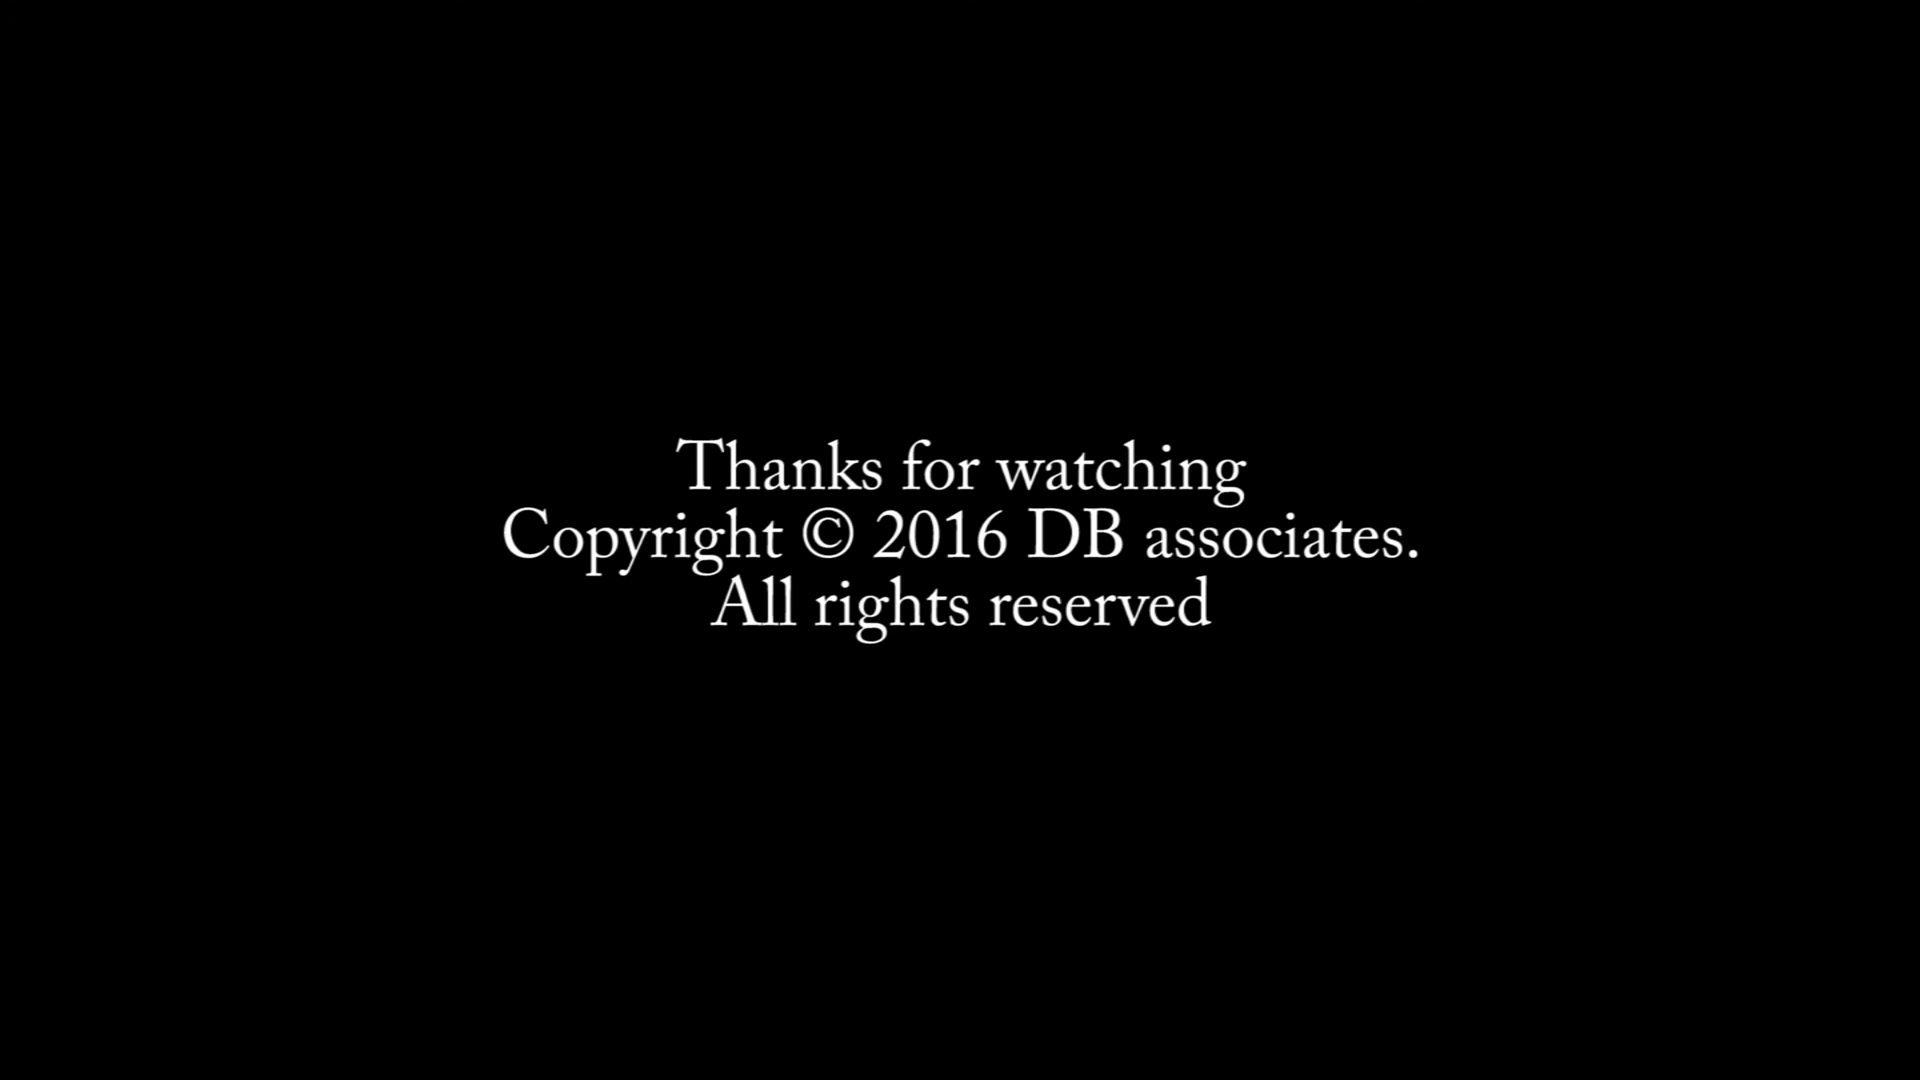 Thanks for watching
Copyright © 2016 DB associates.
All rights reserved